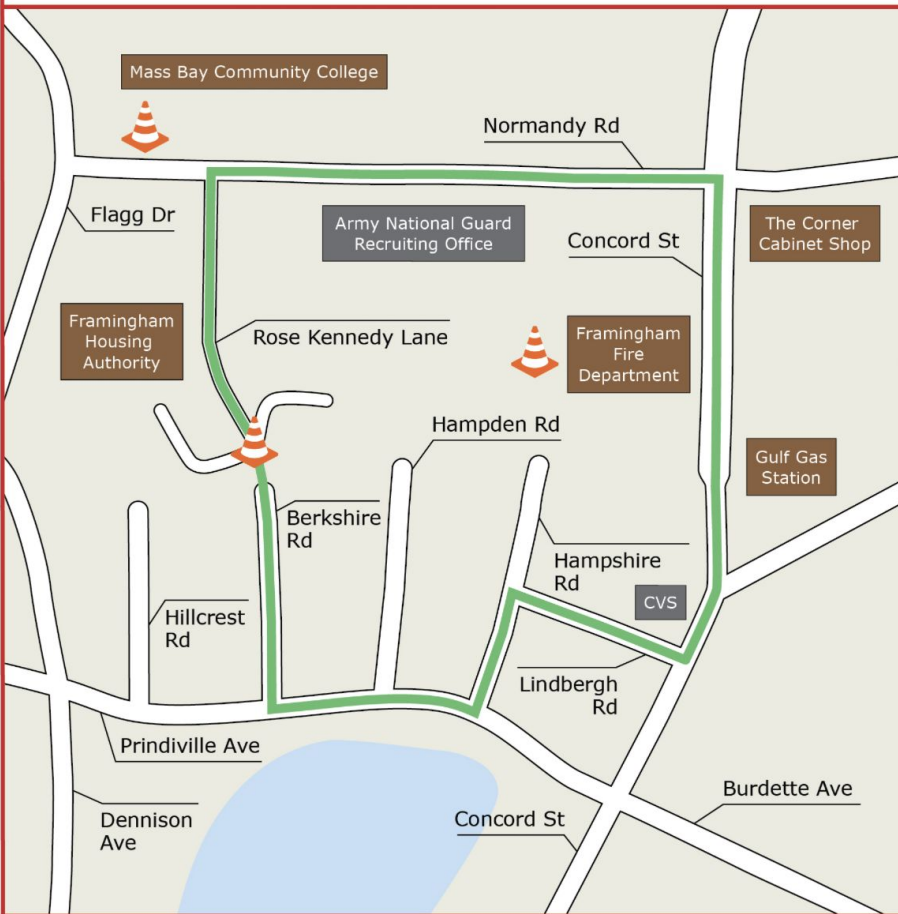 Mass Bay Community College
Normandy Rd
Flagg Dr
Army National Guard
Recruiting Office
Concord St
The Corner
Cabinet Shop
Framingham
Housing
Authority
Rose Kennedy Lane
Framingham
Fire
Department
Hampden Rd
Gulf Gas
Station
Berkshire
Rd
Hampshire
Rd
CVS
Hillcrest
Rd
Lindbergh
Rd
Prindiville Ave
Burdette Ave
Dennison
Ave
Concord St